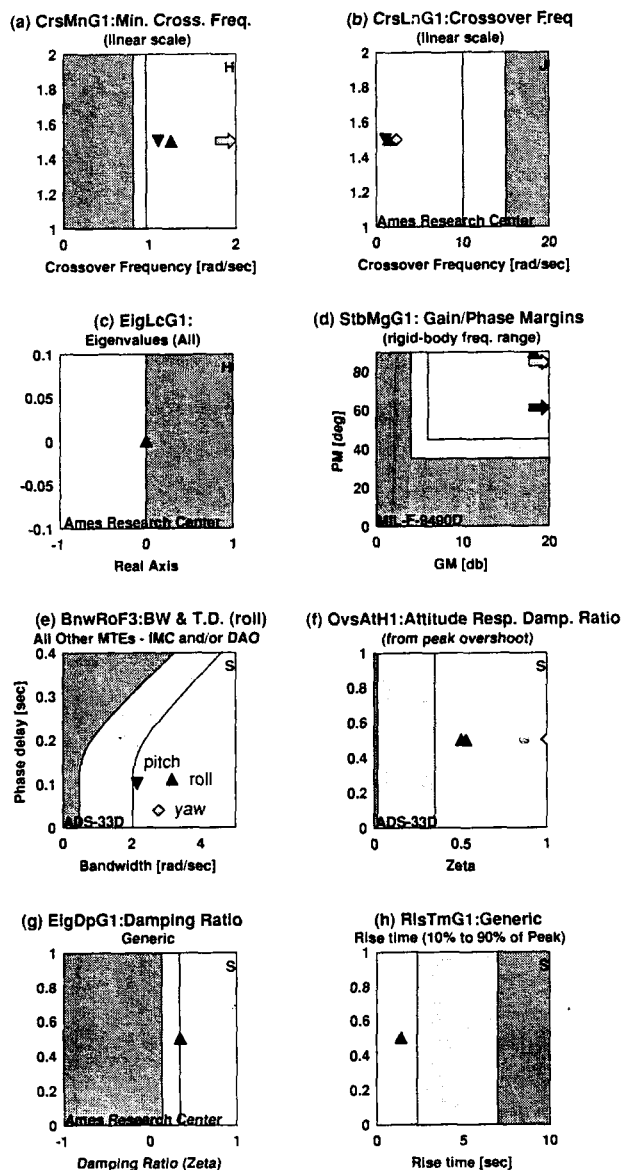 (a) CrsMnG1:Min. Cross. Freq.
(linear scale)
2
1.8
1.6
1.4
1.2
1
H
0
1
2
Crossover Frequency [rad/sec]
(b) CrsLnG1:Crossover Freq
(linear scale)
2
1.8
1.6
1.4
1.2
1
J
Ames Research Center
0
10
20
Crossover Frequency [rad/sec]
(c) EigLcG1:
Eigenvalues (All)
0.1
0.05
0
-0.05
-0.1
H
Ames Research Center
-1
0
1
Real Axis
(d) StbMgG1: Gain/Phase Margins
(rigid-body freq. range)
PM [deg]
80
60
40
20
0
MIL-F-9490D
0
20
GM [db]
(e) BnwRoF3:BW & T.D. (roll)
All Other MTEs - IMC and/or DAO
Phase delay [sec]
0.4
0.3
0.2
0.1
0
S
pitch
roll
yaw
ADS-33D
0
2
4
Bandwidth [rad/sec]
(f) OvsAtH1:Attitude Resp. Damp. Ratio
(from peak overshoot)
1
0.8
0.6
0.4
0.2
0
S
ADS-33D
0
0.5
1
Zeta
(g) EigDpG1:Damping Ratio
Generic
1
0.8
0.6
0.4
0.2
0
S
Ames Research Center
-1
0
1
Damping Ratio (Zeta)
(h) RisTmG1:Generic
Rise time (10% to 90% of Peak)
1
0.8
0.6
0.4
0.2
0
S
0
5
10
Rise time [sec]